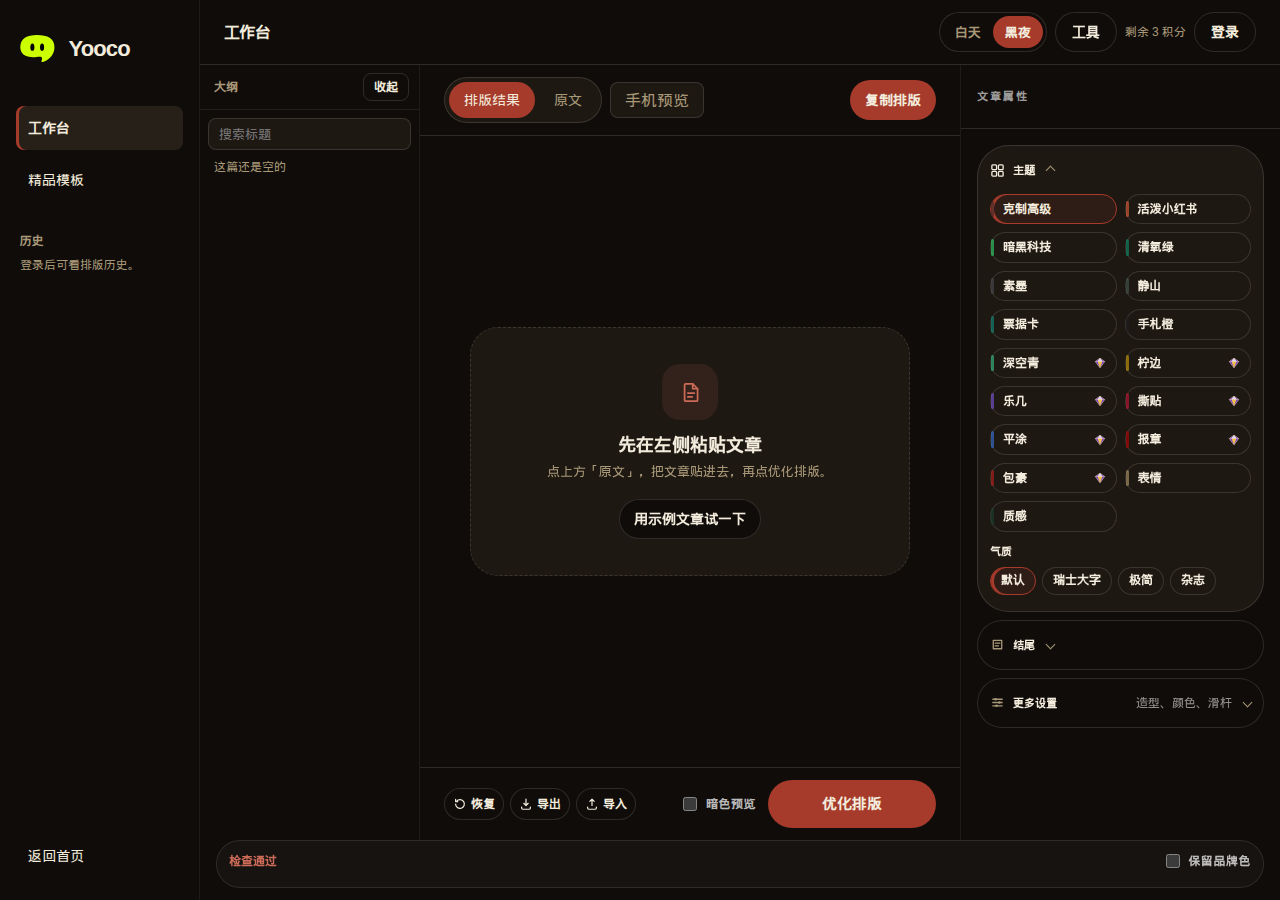 Yooco
工作台
精品模板
历史
登录后可看排版历史。
返回首页
工作台
白天
黑夜
工具
剩余 3 积分
登录
大纲
收起
搜索标题
这篇还是空的
排版结果
原文
手机预览
复制排版
先在左侧粘贴文章
点上方「原文」，把文章贴进去，再点优化排版。
用示例文章试一下
恢复
导出
导入
暗色预览
优化排版
文章属性
主题
克制高级
活泼小红书
暗黑科技
清氧绿
素墨
静山
票据卡
手札橙
深空青
柠边
乐几
撕贴
平涂
报章
包豪
表情
质感
气质
默认
瑞士大字
极简
杂志
结尾
更多设置
造型、颜色、滑杆
检查通过
保留品牌色